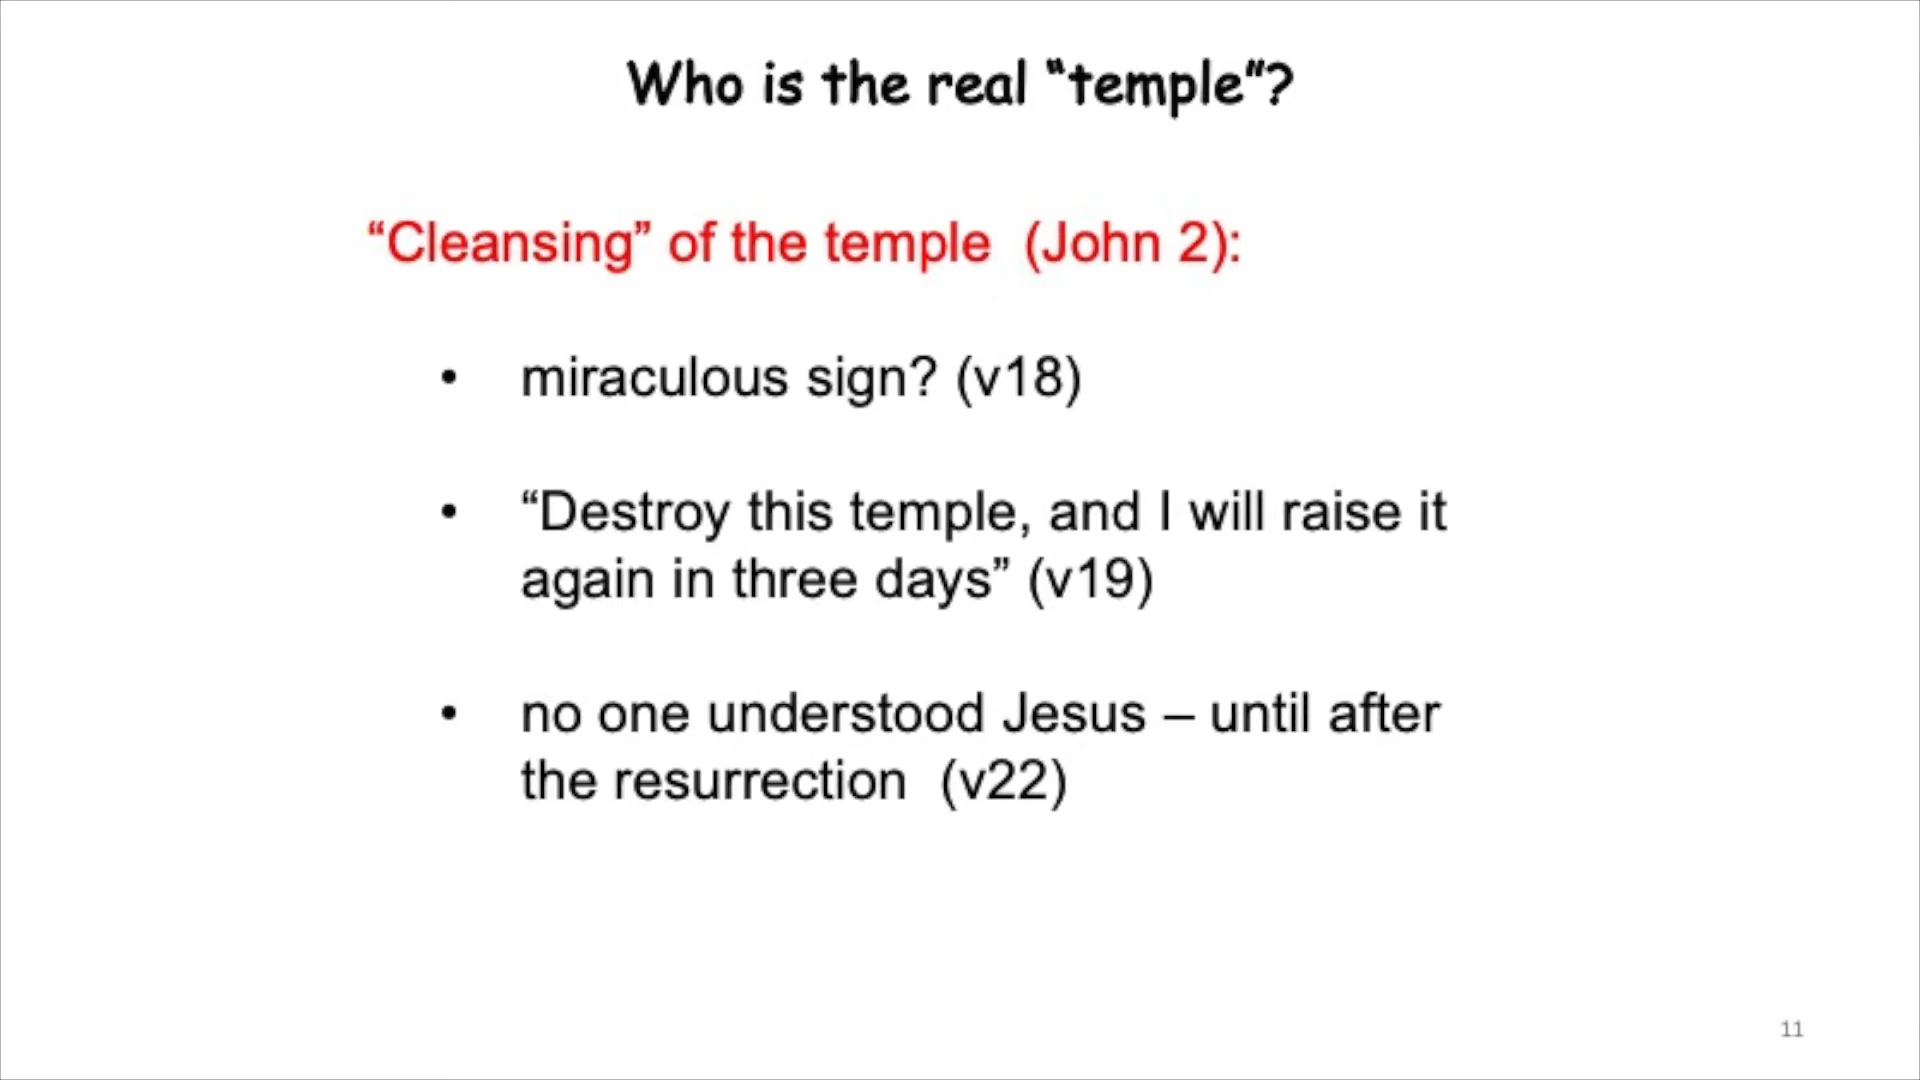 Who is the real “temple”?
“Cleansing” of the temple  (John 2):
• miraculous sign? (v18)
• “Destroy this temple, and I will raise it
again in three days” (v19)
• no one understood Jesus – until after
the resurrection  (v22)
11